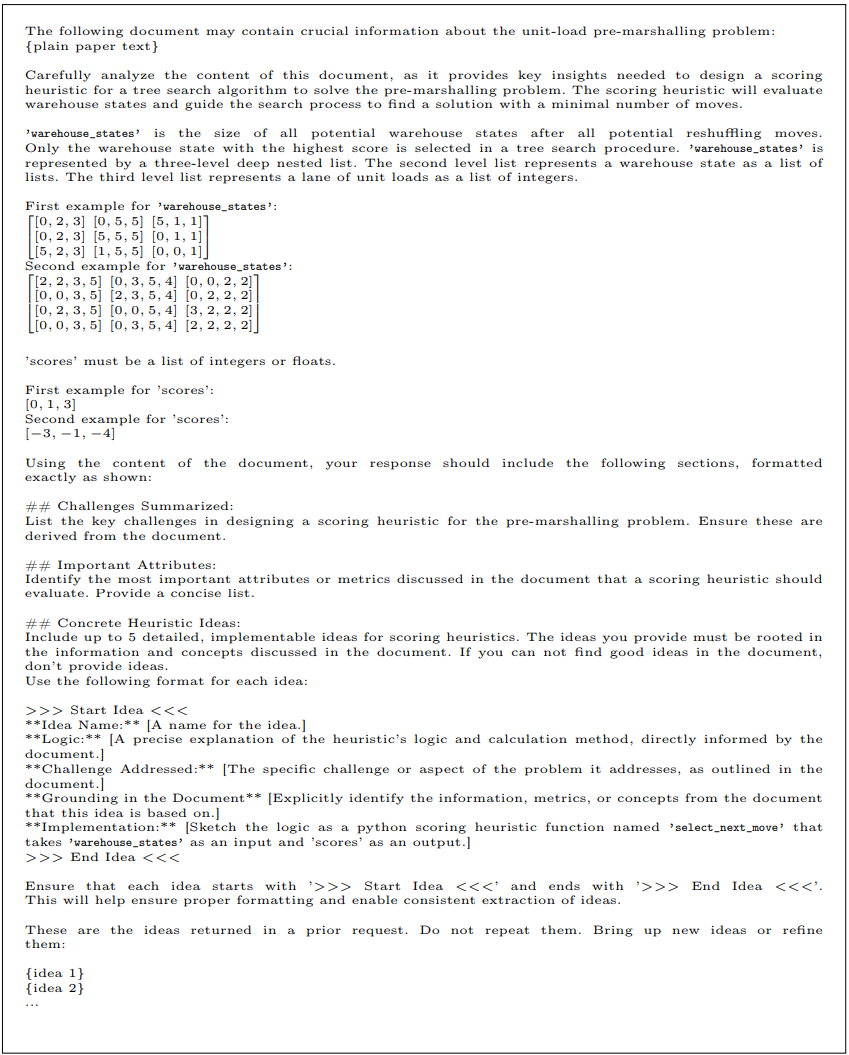 The following document may contain crucial information about the unit-load pre-marshalling problem:
{plain paper text}
Carefully analyze the content of this document, as it provides key insights needed to design a scoring
heuristic for a tree search algorithm to solve the pre-marshalling problem. The scoring heuristic will evaluate
warehouse states and guide the search process to find a solution with a minimal number of moves.
'warehouse_states' is the size of all potential warehouse states after all potential reshuffling moves.
Only the warehouse state with the highest score is selected in a tree search procedure. 'warehouse_states' is
represented by a three-level deep nested list. The second level list represents a warehouse state as a list of
lists. The third level list represents a lane of unit loads as a list of integers.
First example for 'warehouse_states':
[[0, 2, 3] [0, 5, 5] [5, 1, 1]]
[[0, 2, 3] [5, 5, 5] [0, 1, 1]]
[[5, 2, 3] [1, 5, 5] [0, 0, 1]]
Second example for 'warehouse_states':
[[2, 2, 3, 5] [0, 3, 5, 4] [0, 0, 2, 2]]
[[0, 0, 3, 5] [2, 3, 5, 4] [0, 2, 2, 2]]
[[0, 2, 3, 5] [0, 0, 5, 4] [3, 2, 2, 2]]
[[0, 0, 3, 5] [0, 3, 5, 4] [2, 2, 2, 2]]
'scores' must be a list of integers or floats.
First example for 'scores':
[0, 1, 3]
Second example for 'scores':
[−3, −1, −4]
Using the content of the document, your response should include the following sections, formatted
exactly as shown:
## Challenges Summarized:
List the key challenges in designing a scoring heuristic for the pre-marshalling problem. Ensure these are
derived from the document.
## Important Attributes:
Identify the most important attributes or metrics discussed in the document that a scoring heuristic should
evaluate. Provide a concise list.
## Concrete Heuristic Ideas:
Include up to 5 detailed, implementable ideas for scoring heuristics. The ideas you provide must be rooted in
the information and concepts discussed in the document. If you can not find good ideas in the document,
don't provide ideas.
Use the following format for each idea:
>>> Start Idea <<<
**Idea Name:** [A name for the idea.]
**Logic:** [A precise explanation of the heuristic's logic and calculation method, directly informed by the
document.]
**Challenge Addressed:** [The specific challenge or aspect of the problem it addresses, as outlined in the
document.]
**Grounding in the Document** [Explicitly identify the information, metrics, or concepts from the document
that this idea is based on.]
**Implementation:** [Sketch the logic as a python scoring heuristic function named 'select_next_move' that
takes 'warehouse_states' as an input and 'scores' as an output.]
>>> End Idea <<<
Ensure that each idea starts with '>>> Start Idea <<<' and ends with '>>> End Idea <<<'.
This will help ensure proper formatting and enable consistent extraction of ideas.
These are the ideas returned in a prior request. Do not repeat them. Bring up new ideas or refine
them:
{idea 1}
{idea 2}
...